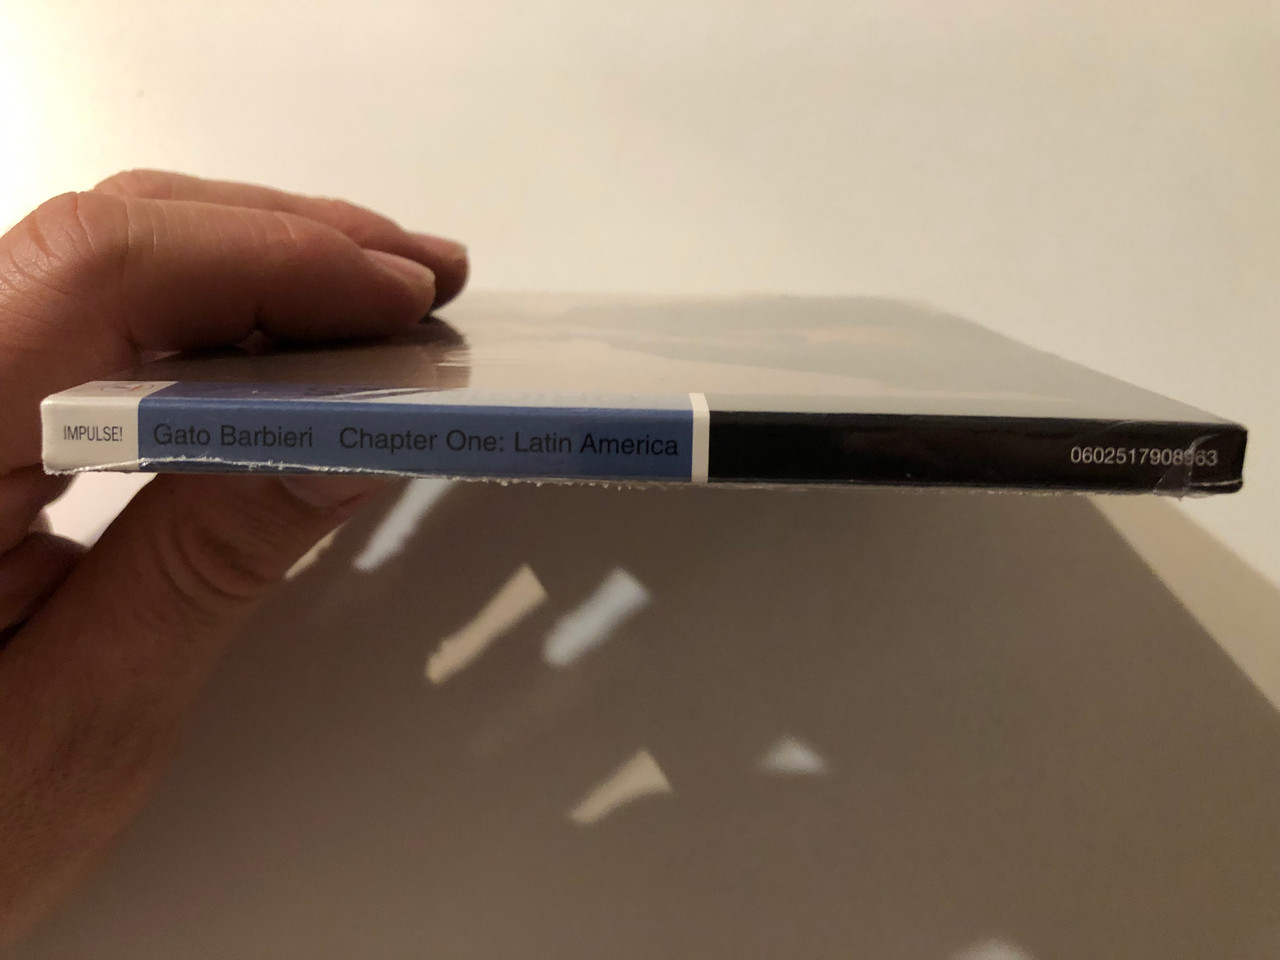 IMPULSE! Gato Barbieri Chapter One: Latin America 0602517908963